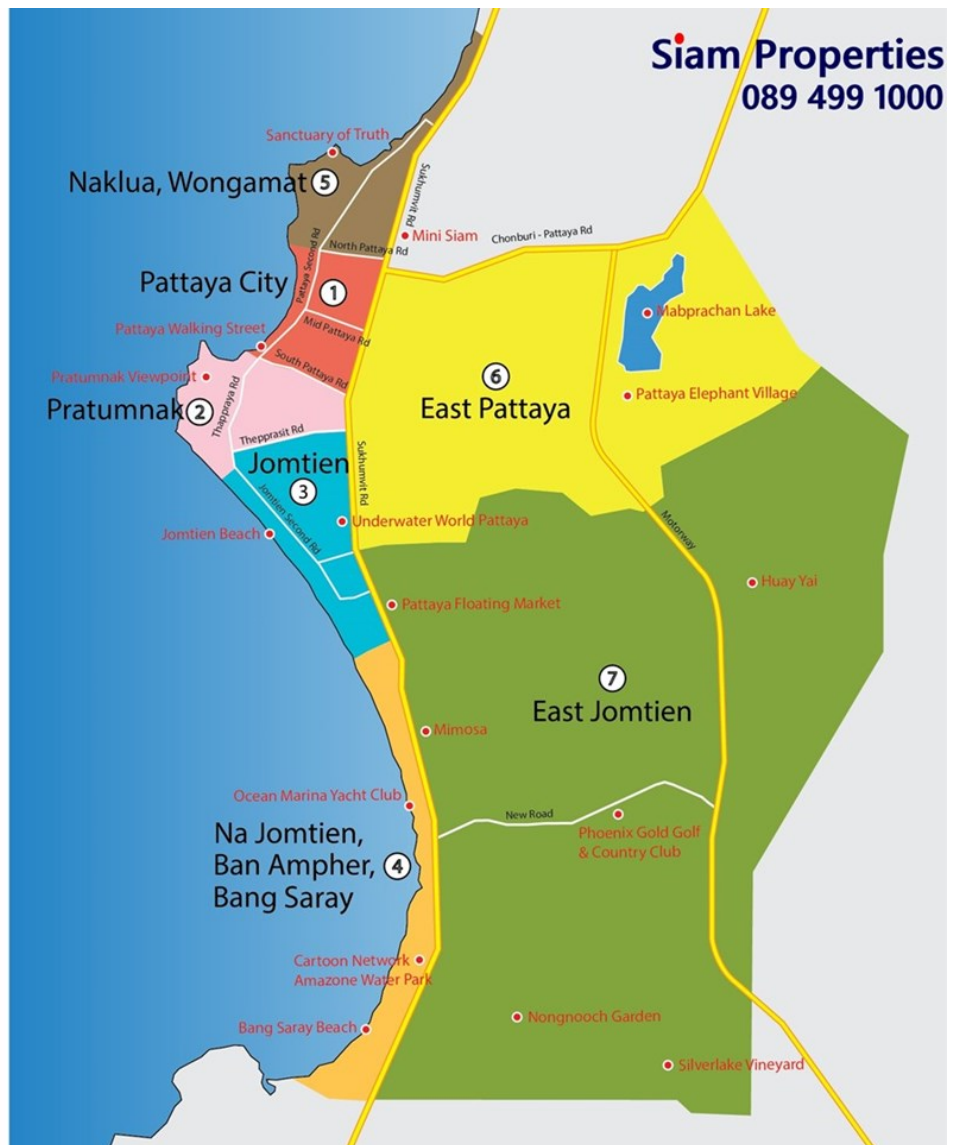 Siam Properties
089 499 1000
Sanctuary of Truth
Naklua, Wongamat
5
Sukhumvit Rd
Mini Siam
North Pattaya Rd
Chonburi - Pattaya Rd
Pattaya Second Rd
Pattaya City
1
Mabprachan Lake
Mid Pattaya Rd
Pattaya Walking Street
South Pattaya Rd
Pratumnak Viewpoint
6
East Pattaya
Pattaya Elephant Village
Pratumnak
2
Thappraya Rd
Thepprasit Rd
Sukhumvit Rd
Jomtien
3
Jomtien Second Rd
Underwater World Pattaya
Jomtien Beach
Motorway
Huay Yai
Pattaya Floating Market
7
East Jomtien
Mimosa
Ocean Marina Yacht Club
New Road
Phoenix Gold Golf
& Country Club
Na Jomtien,
Ban Ampher,
Bang Saray
4
Cartoon Network
Amazone Water Park
Bang Saray Beach
Nongnooch Garden
Silverlake Vineyard